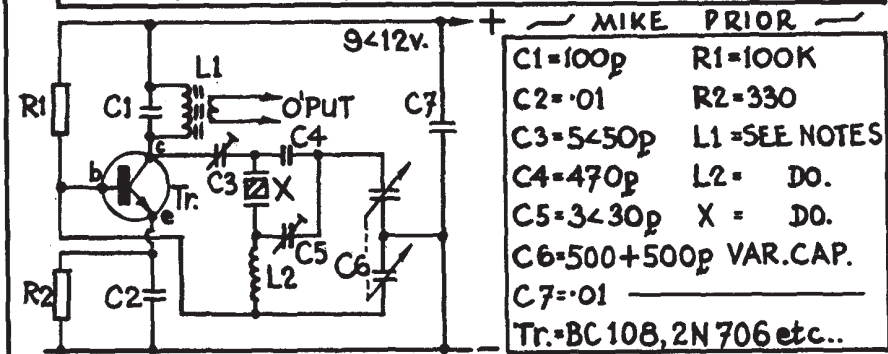 + MIKE PRIOR
9<12v.
L1
R1
C1
O'PUT
C7
c
C4
b
C3
X
Tr.
e
C5
C6
L2
R2
C2
−
C1=100p R1=100K
C2=·01 R2=330
C3=5<50p L1=SEE NOTES
C4=470p L2= DO.
C5=3<30p X = DO.
C6=500+500p VAR.CAP.
C7=·01
Tr.=BC108,2N706 etc..